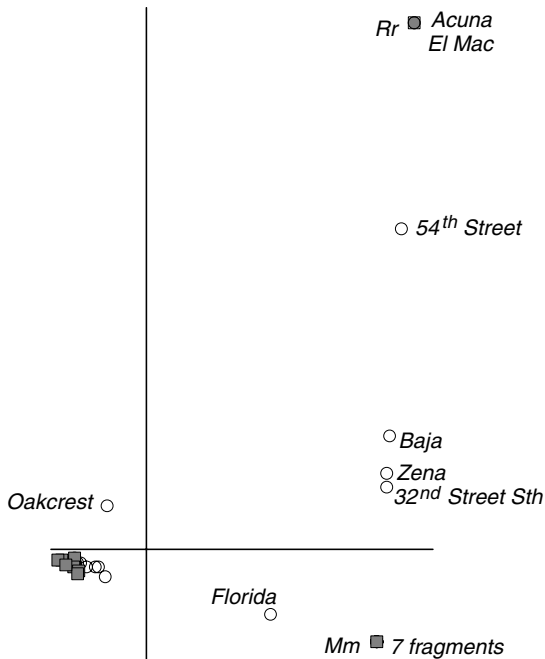 Rr Acuna
El Mac
54th Street
Baja
Zena
Oakcrest
32nd Street Sth
Florida
Mm 7 fragments